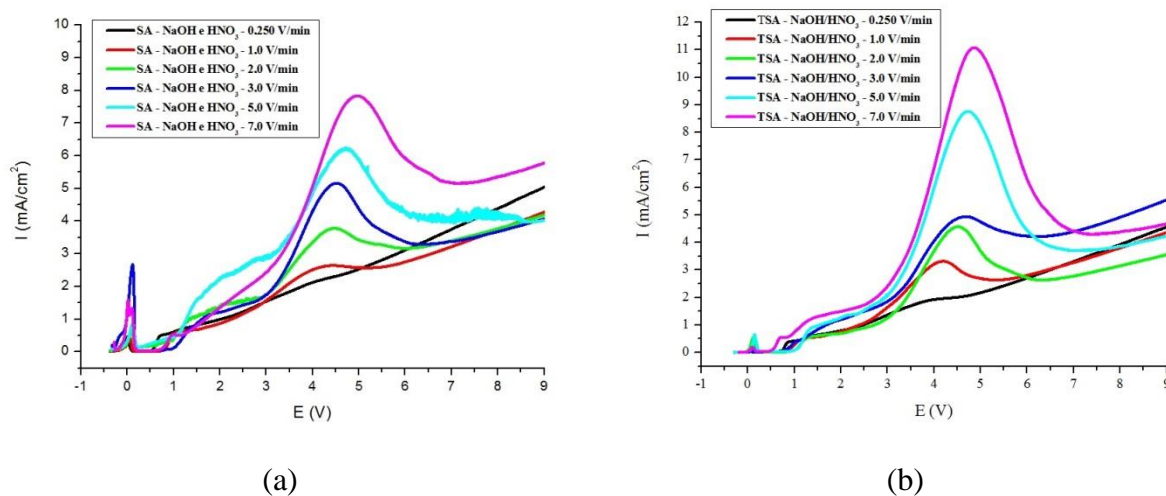 10
9
8
7
6
5
4
3
2
1
0
I (mA/cm²)
SA - NaOH e HNO₃ - 0.250 V/min
SA - NaOH e HNO₃ - 1.0 V/min
SA - NaOH e HNO₃ - 2.0 V/min
SA - NaOH e HNO₃ - 3.0 V/min
SA - NaOH e HNO₃ - 5.0 V/min
SA - NaOH e HNO₃ - 7.0 V/min
-1 0 1 2 3 4 5 6 7 8 9
E (V)
(a)
12
11
10
9
8
7
6
5
4
3
2
1
0
I (mA/cm²)
TSA - NaOH/HNO₃ - 0.250 V/min
TSA - NaOH/HNO₃ - 1.0 V/min
TSA - NaOH/HNO₃ - 2.0 V/min
TSA - NaOH/HNO₃ - 3.0 V/min
TSA - NaOH/HNO₃ - 5.0 V/min
TSA - NaOH/HNO₃ - 7.0 V/min
-1 0 1 2 3 4 5 6 7 8 9
E (V)
(b)